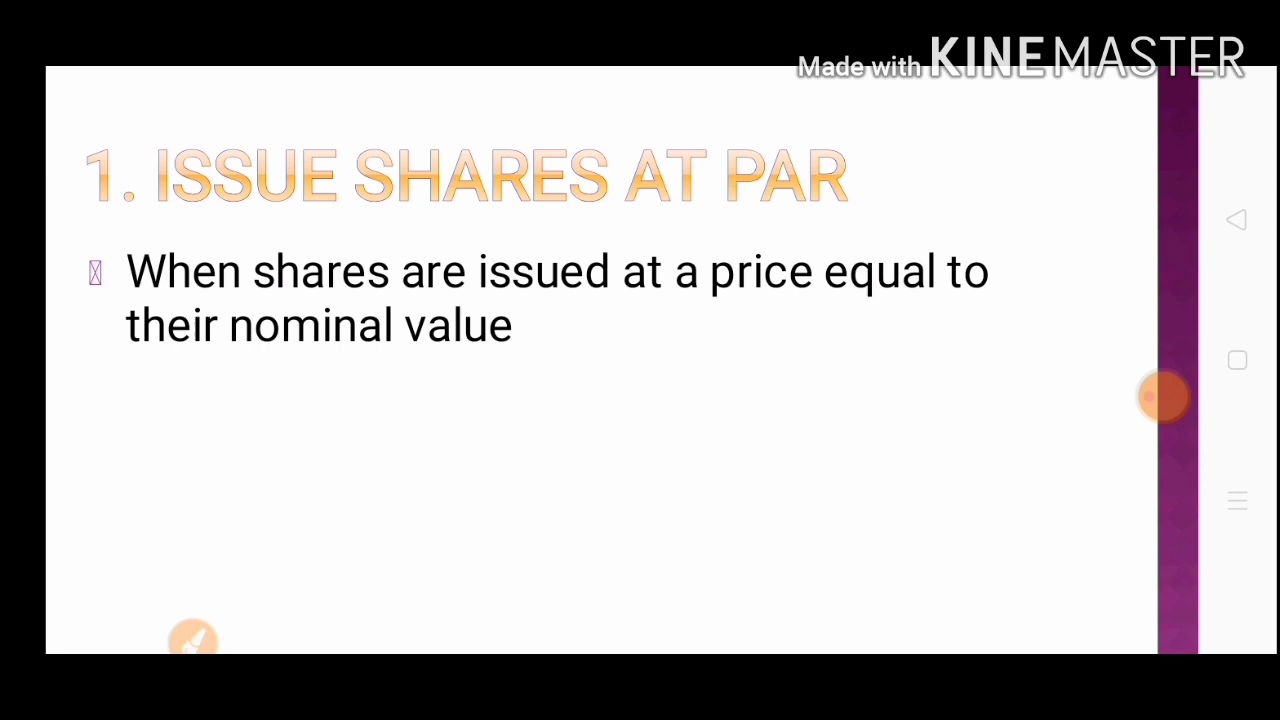 Made with KINEMASTER
1. ISSUE SHARES AT PAR
When shares are issued at a price equal to
their nominal value